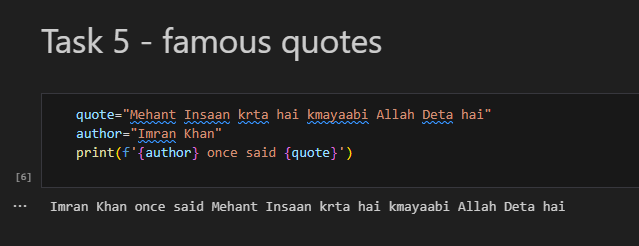 Task 5 - famous quotes
quote="Mehant Insaan krta hai kmayaabi Allah Deta hai"
author="Imran Khan"
print(f'{author} once said {quote}')
[6]
... Imran Khan once said Mehant Insaan krta hai kmayaabi Allah Deta hai